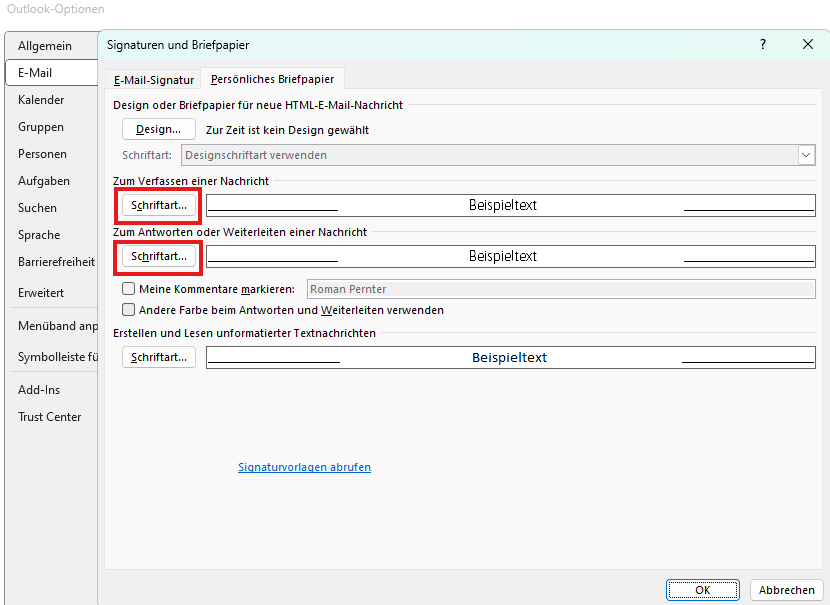 Outlook-Optionen
Allgemein
E-Mail
Kalender
Gruppen
Personen
Aufgaben
Suchen
Sprache
Barrierefreiheit
Erweitert
Menüband anp
Symbolleiste fü
Add-Ins
Trust Center
Signaturen und Briefpapier ?
E-Mail-Signatur Persönliches Briefpapier
Design oder Briefpapier für neue HTML-E-Mail-Nachricht
Design... Zur Zeit ist kein Design gewählt
Schriftart: Designschriftart verwenden
Zum Verfassen einer Nachricht
Schriftart... Beispieltext
Zum Antworten oder Weiterleiten einer Nachricht
Schriftart... Beispieltext
Meine Kommentare markieren: Roman Pernter
Andere Farbe beim Antworten und Weiterleiten verwenden
Erstellen und Lesen unformatierter Textnachrichten
Schriftart... Beispieltext
Signaturvorlagen abrufen
OK Abbrechen